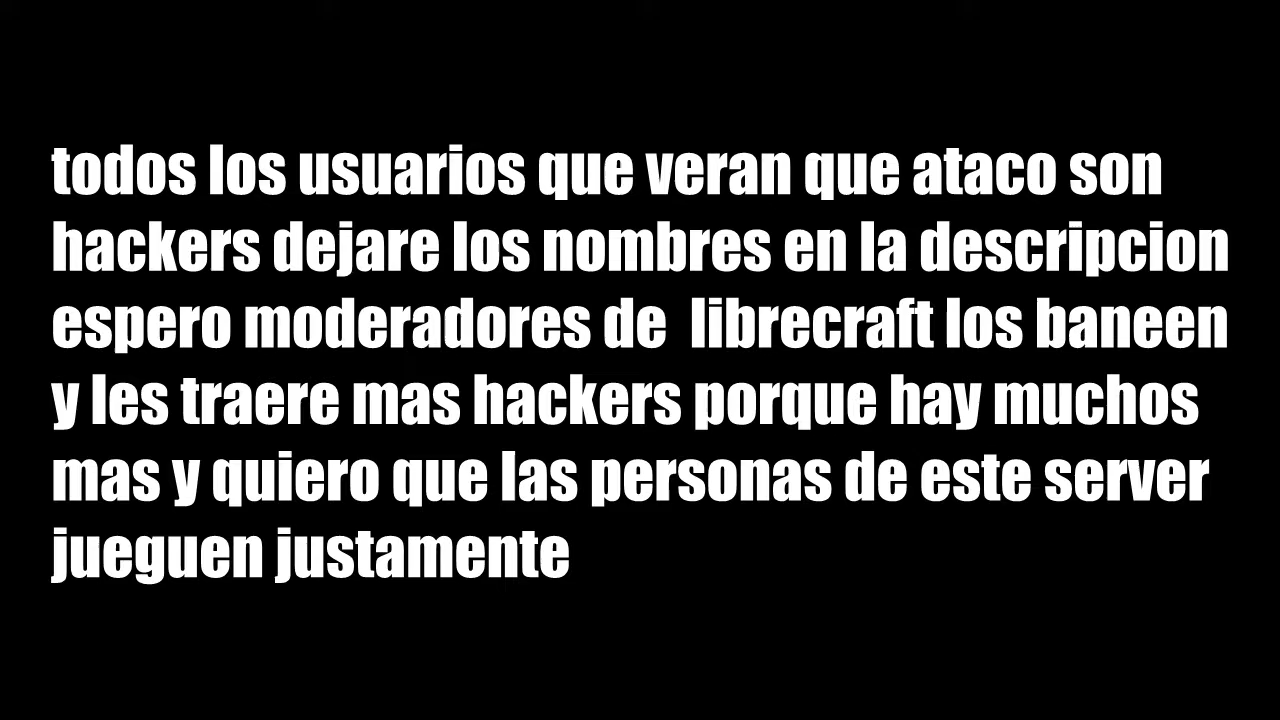 todos los usuarios que veran que ataco son
hackers dejare los nombres en la descripcion
espero moderadores de  librecraft los baneen
y les traere mas hackers porque hay muchos
mas y quiero que las personas de este server
jueguen justamente